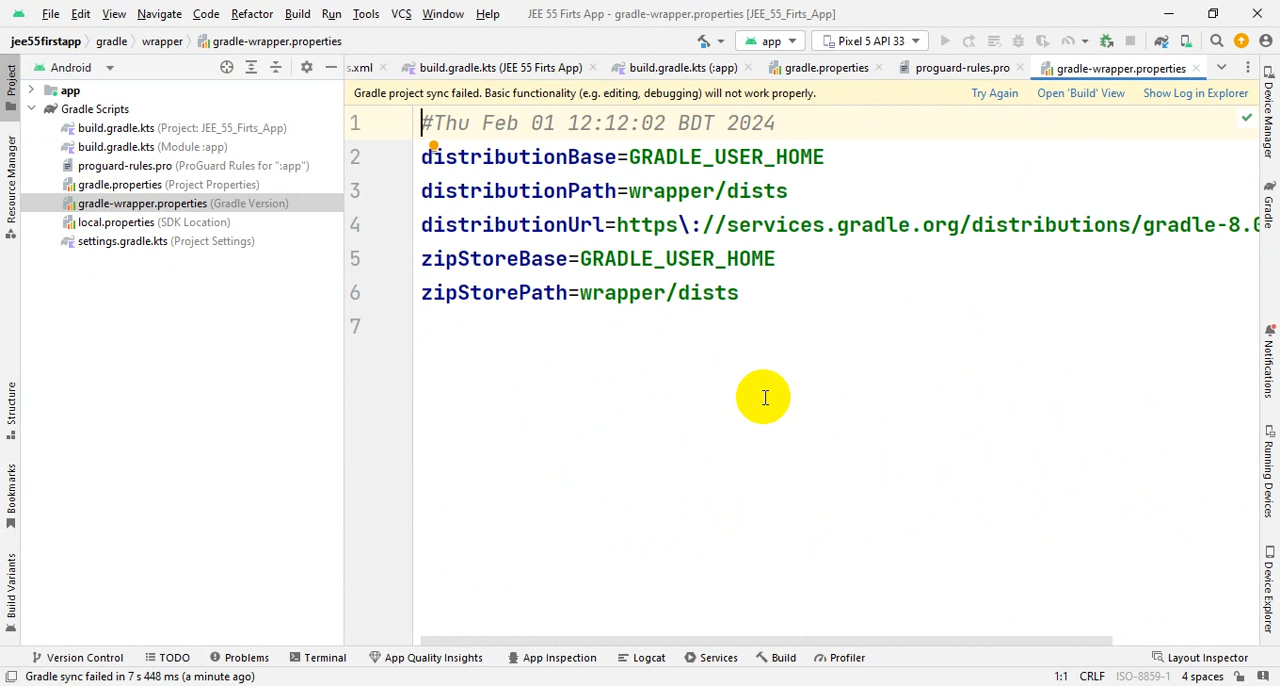 File Edit View Navigate Code Refactor Build Run Tools VCS Window Help JEE 55 Firts App - gradle-wrapper.properties [JEE_55_Firts_App]
jee55firstapp gradle wrapper gradle-wrapper.properties app Pixel 5 API 33
Project
Android
s.xml build.gradle.kts (JEE 55 Firts App) build.gradle.kts (:app) gradle.properties proguard-rules.pro gradle-wrapper.properties
Gradle project sync failed. Basic functionality (e.g. editing, debugging) will not work properly. Try Again Open 'Build' View Show Log in Explorer
app
Gradle Scripts
build.gradle.kts (Project: JEE_55_Firts_App)
build.gradle.kts (Module :app)
proguard-rules.pro (ProGuard Rules for ":app")
gradle.properties (Project Properties)
gradle-wrapper.properties (Gradle Version)
local.properties (SDK Location)
settings.gradle.kts (Project Settings)
1 #Thu Feb 01 12:12:02 BDT 2024
2 distributionBase=GRADLE_USER_HOME
3 distributionPath=wrapper/dists
4 distributionUrl=https\://services.gradle.org/distributions/gradle-8.0
5 zipStoreBase=GRADLE_USER_HOME
6 zipStorePath=wrapper/dists
7
Resource Manager
Structure
Bookmarks
Build Variants
Device Manager
Gradle
Notifications
Running Devices
Device Explorer
Version Control TODO Problems Terminal App Quality Insights App Inspection Logcat Services Build Profiler Layout Inspector
Gradle sync failed in 7 s 448 ms (a minute ago) 1:1 CRLF ISO-8859-1 4 spaces